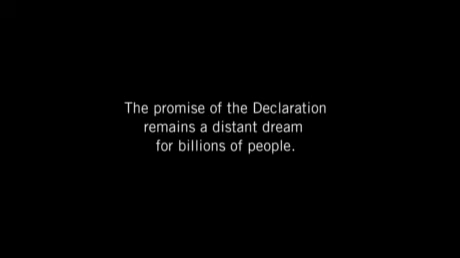 The promise of the Declaration
remains a distant dream
for billions of people.